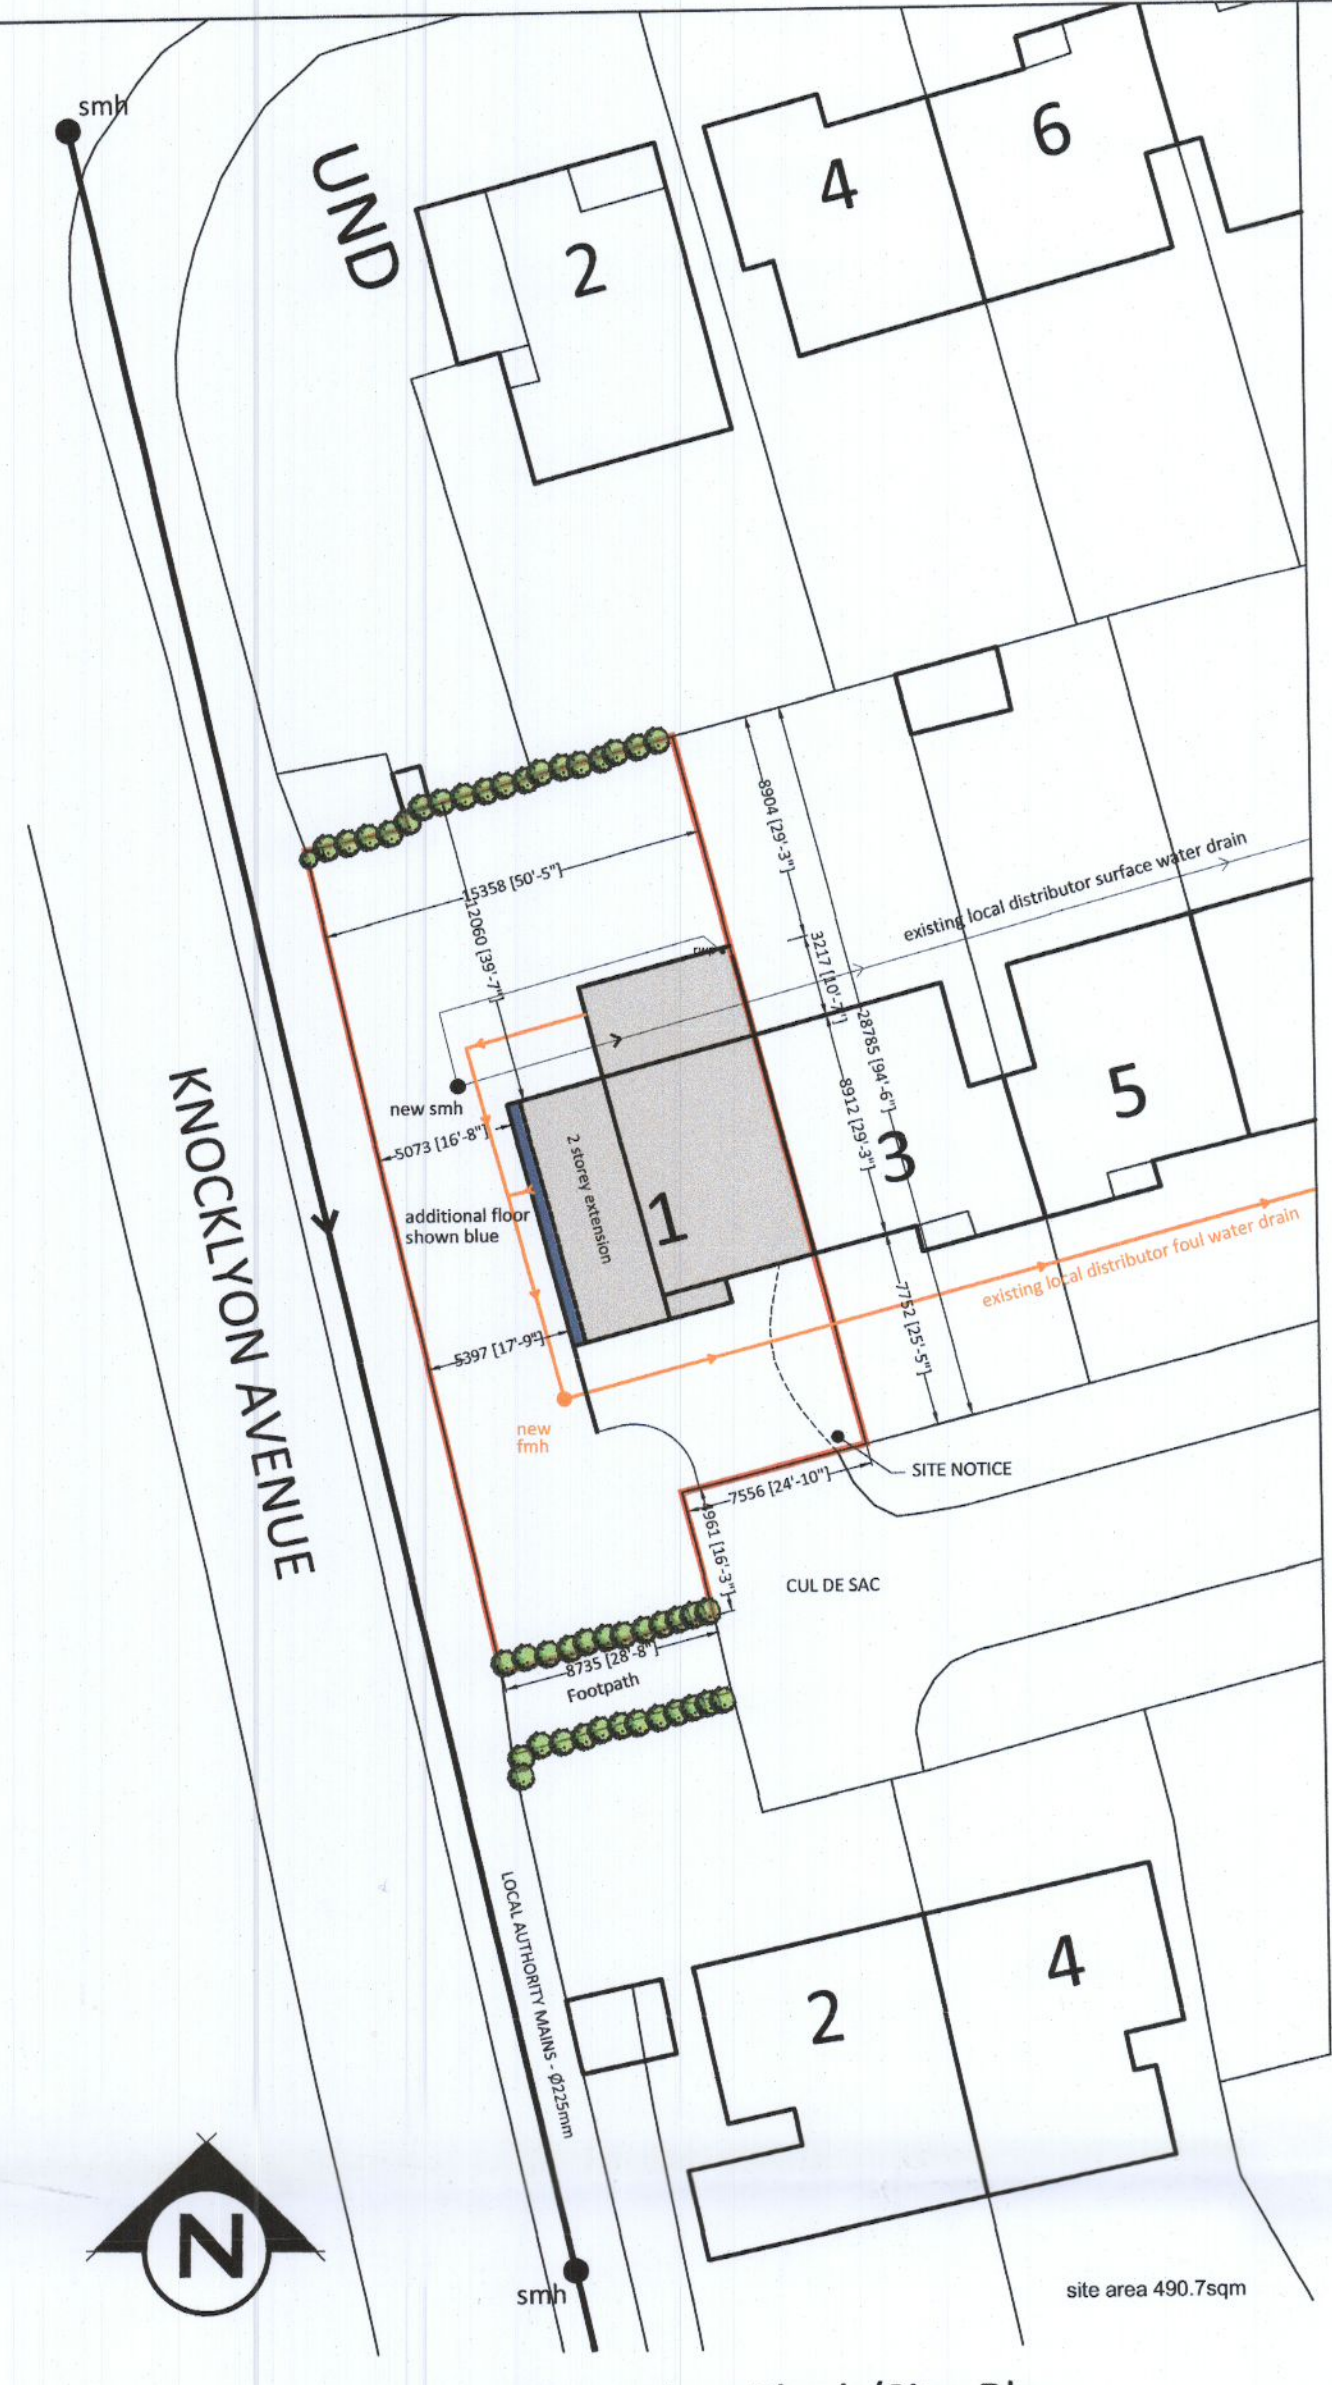 smh
UND
2
4
6
8904 [29'-3"]
15358 [50'-5"]
12060 [39'-7"]
existing local distributor surface water drain
3217 [10'-7"]
28785 [94'-6"]
8912 [29'-3"]
3
5
new smh
5073 [16'-8"]
additional floor
shown blue
2 storey extension
1
KNOCKLYON AVENUE
existing local distributor foul water drain
5397 [17'-9"]
7752 [25'-5"]
new
fmh
SITE NOTICE
7556 [24'-10"]
4961 [16'-3"]
CUL DE SAC
8735 [28'-8"]
Footpath
LOCAL AUTHORITY MAINS - Ø225mm
2
4
N
smh
site area 490.7sqm